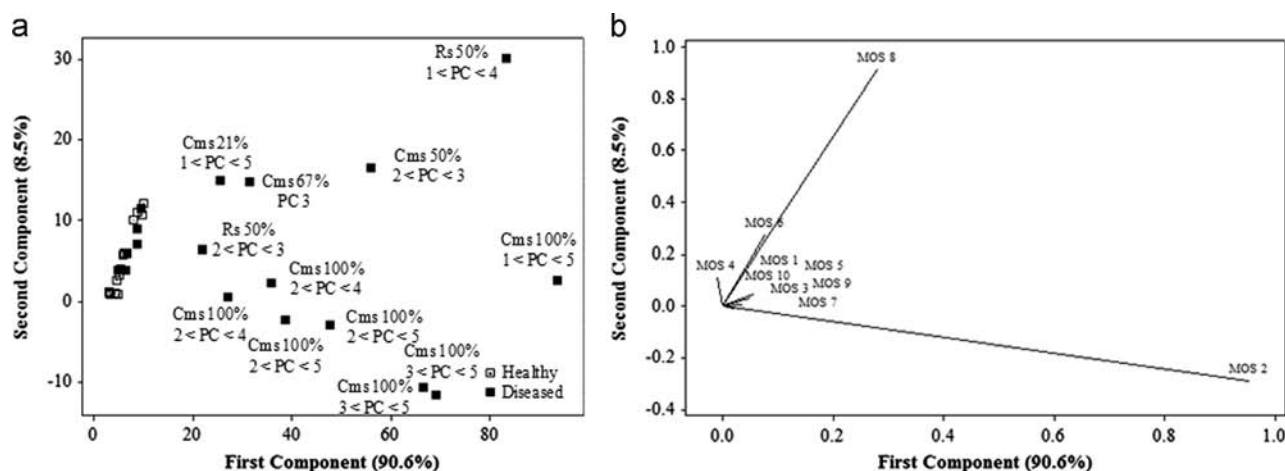 a
b
30
20
10
0
-10
Second Component (8.5%)
0
20
40
60
80
First Component (90.6%)
Rs 50%
1 < PC < 4
Cms 21%
1 < PC < 5
Cms 67%
PC 3
Cms 50%
2 < PC < 3
Rs 50%
2 < PC < 3
Cms 100%
1 < PC < 5
Cms 100%
2 < PC < 4
Cms 100%
2 < PC < 4
Cms 100%
2 < PC < 5
Cms 100%
2 < PC < 5
Cms 100%
3 < PC < 5
Cms 100%
3 < PC < 5
Healthy
Diseased
1.0
0.8
0.6
0.4
0.2
0.0
-0.2
-0.4
Second Component (8.5%)
0.0
0.2
0.4
0.6
0.8
1.0
First Component (90.6%)
MOS 8
MOS 6
MOS 4
MOS 1
MOS 5
MOS 10
MOS 9
MOS 3
MOS 7
MOS 2